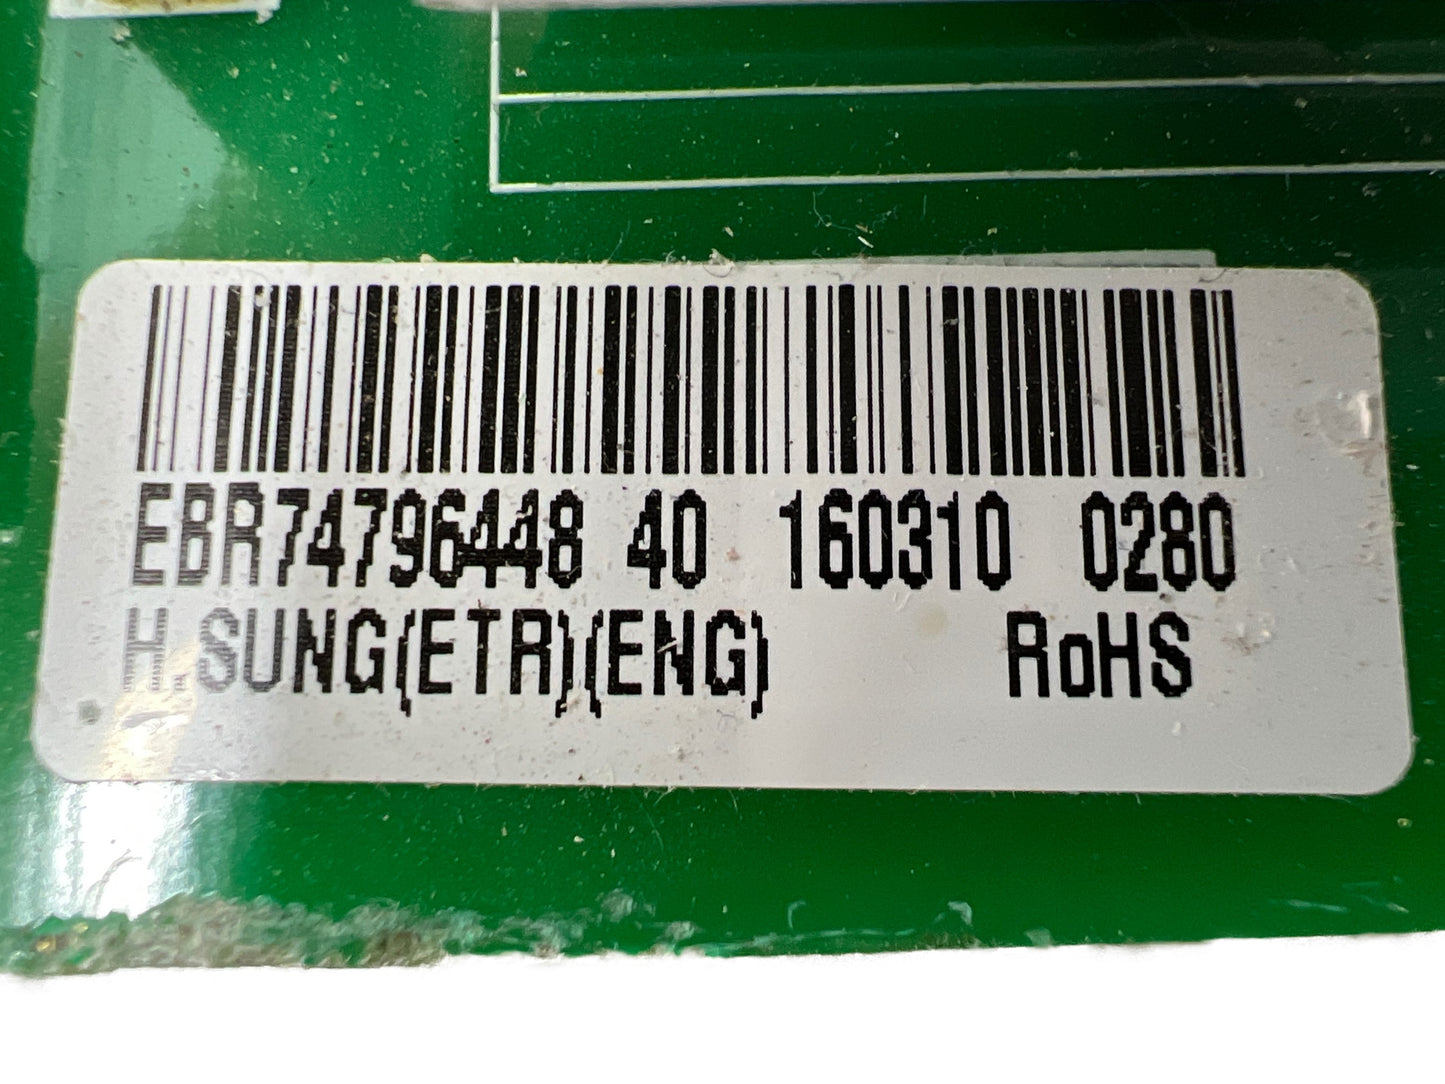 EBR74796448 40 160310 0280
H.SUNG(ETR)(ENG) RoHS